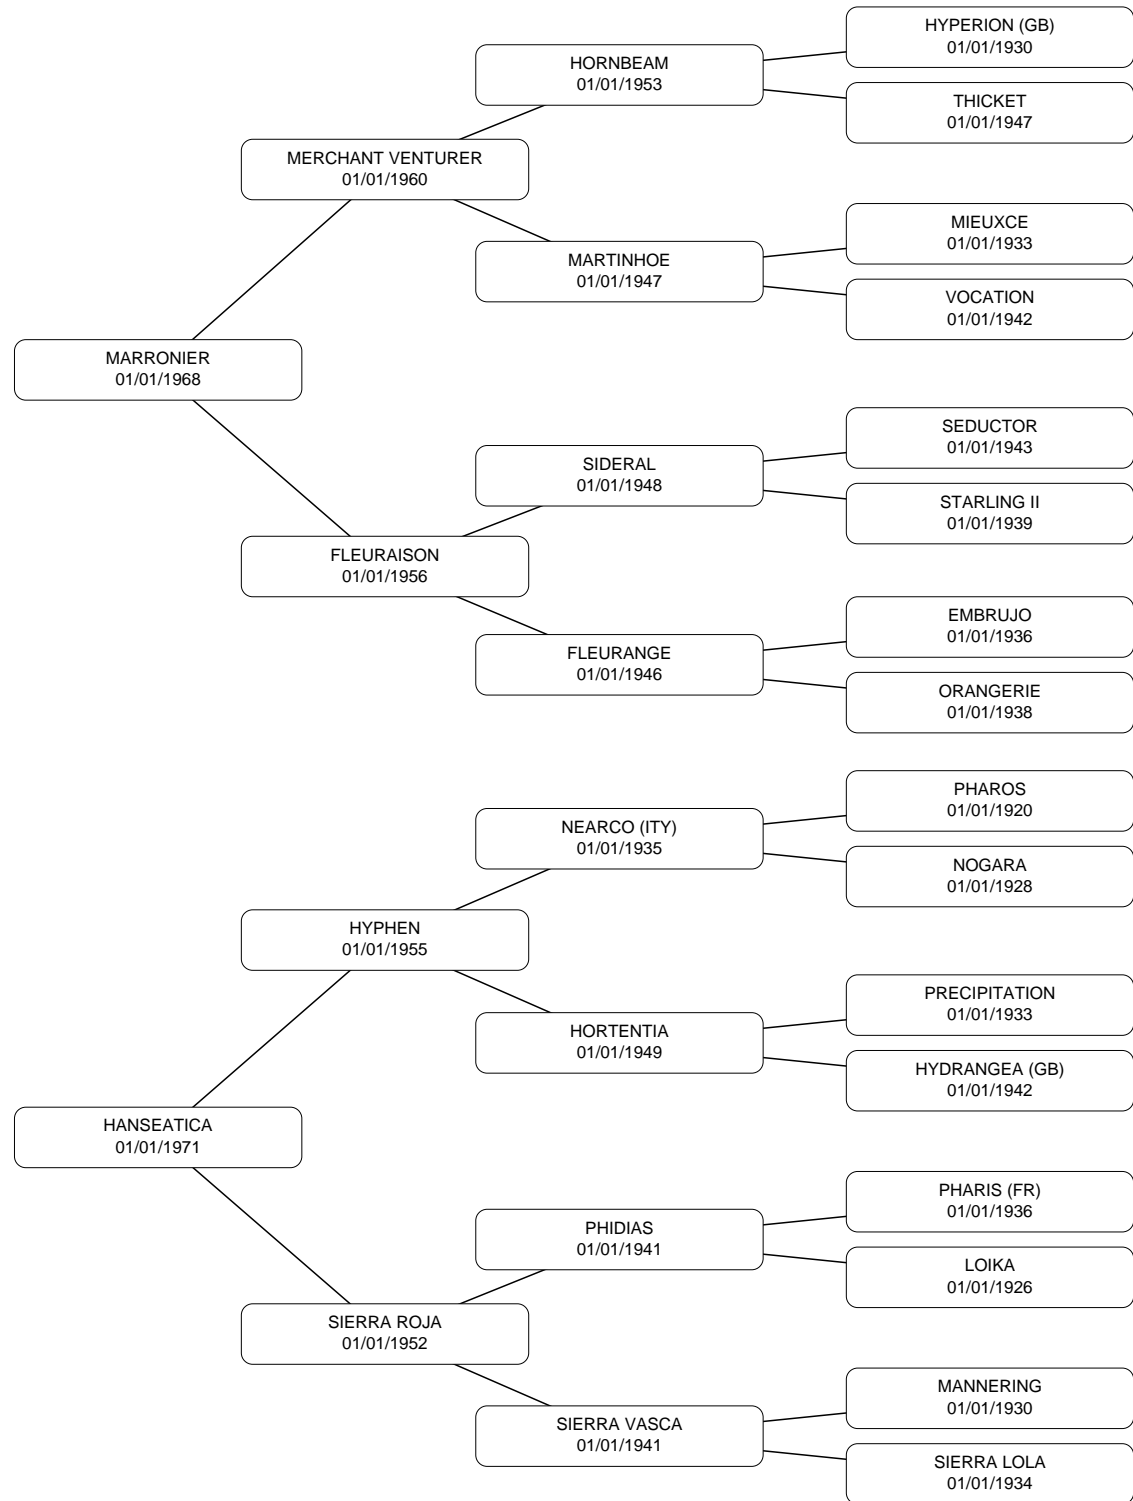 HYPERION (GB)
01/01/1930
HORNBEAM
01/01/1953
THICKET
01/01/1947
MERCHANT VENTURER
01/01/1960
MIEUXCE
01/01/1933
MARTINHOE
01/01/1947
VOCATION
01/01/1942
MARRONIER
01/01/1968
SEDUCTOR
01/01/1943
SIDERAL
01/01/1948
STARLING II
01/01/1939
FLEURAISON
01/01/1956
EMBRUJO
01/01/1936
FLEURANGE
01/01/1946
ORANGERIE
01/01/1938
PHAROS
01/01/1920
NEARCO (ITY)
01/01/1935
NOGARA
01/01/1928
HYPHEN
01/01/1955
PRECIPITATION
01/01/1933
HORTENTIA
01/01/1949
HYDRANGEA (GB)
01/01/1942
HANSEATICA
01/01/1971
PHARIS (FR)
01/01/1936
PHIDIAS
01/01/1941
LOIKA
01/01/1926
SIERRA ROJA
01/01/1952
MANNERING
01/01/1930
SIERRA VASCA
01/01/1941
SIERRA LOLA
01/01/1934